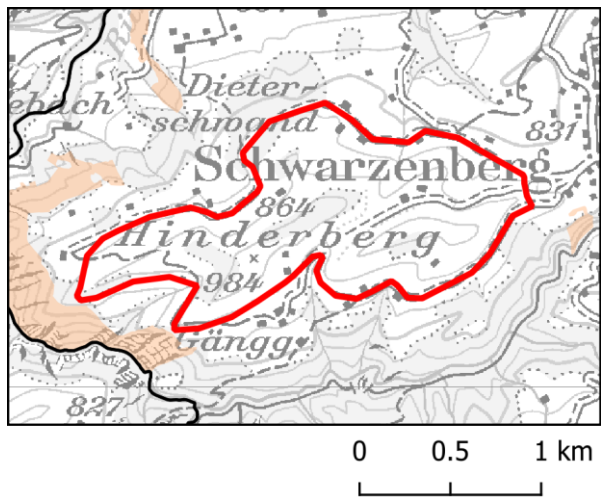 Dieter-
ebach
schwand
831
Schwarzenberg
864
Hinderberg
984
Gängg
827
0 0.5 1 km